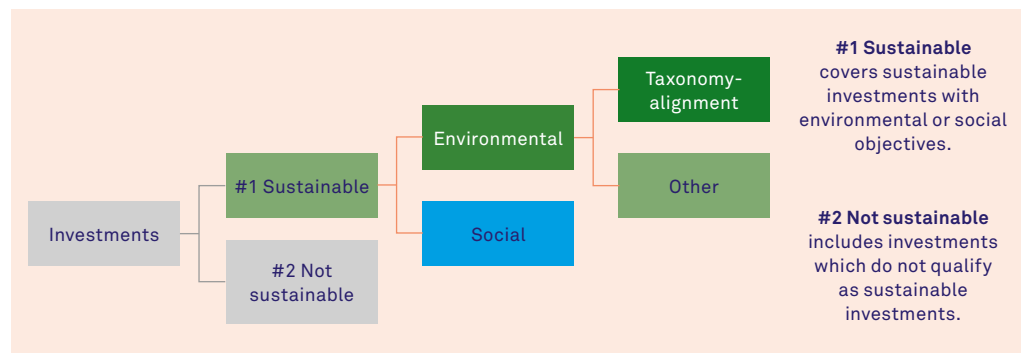 Investments
#1 Sustainable
#2 Not
sustainable
Environmental
Social
Taxonomy-
alignment
Other
#1 Sustainable
covers sustainable
investments with
environmental or social
objectives.
#2 Not sustainable
includes investments
which do not qualify
as sustainable
investments.